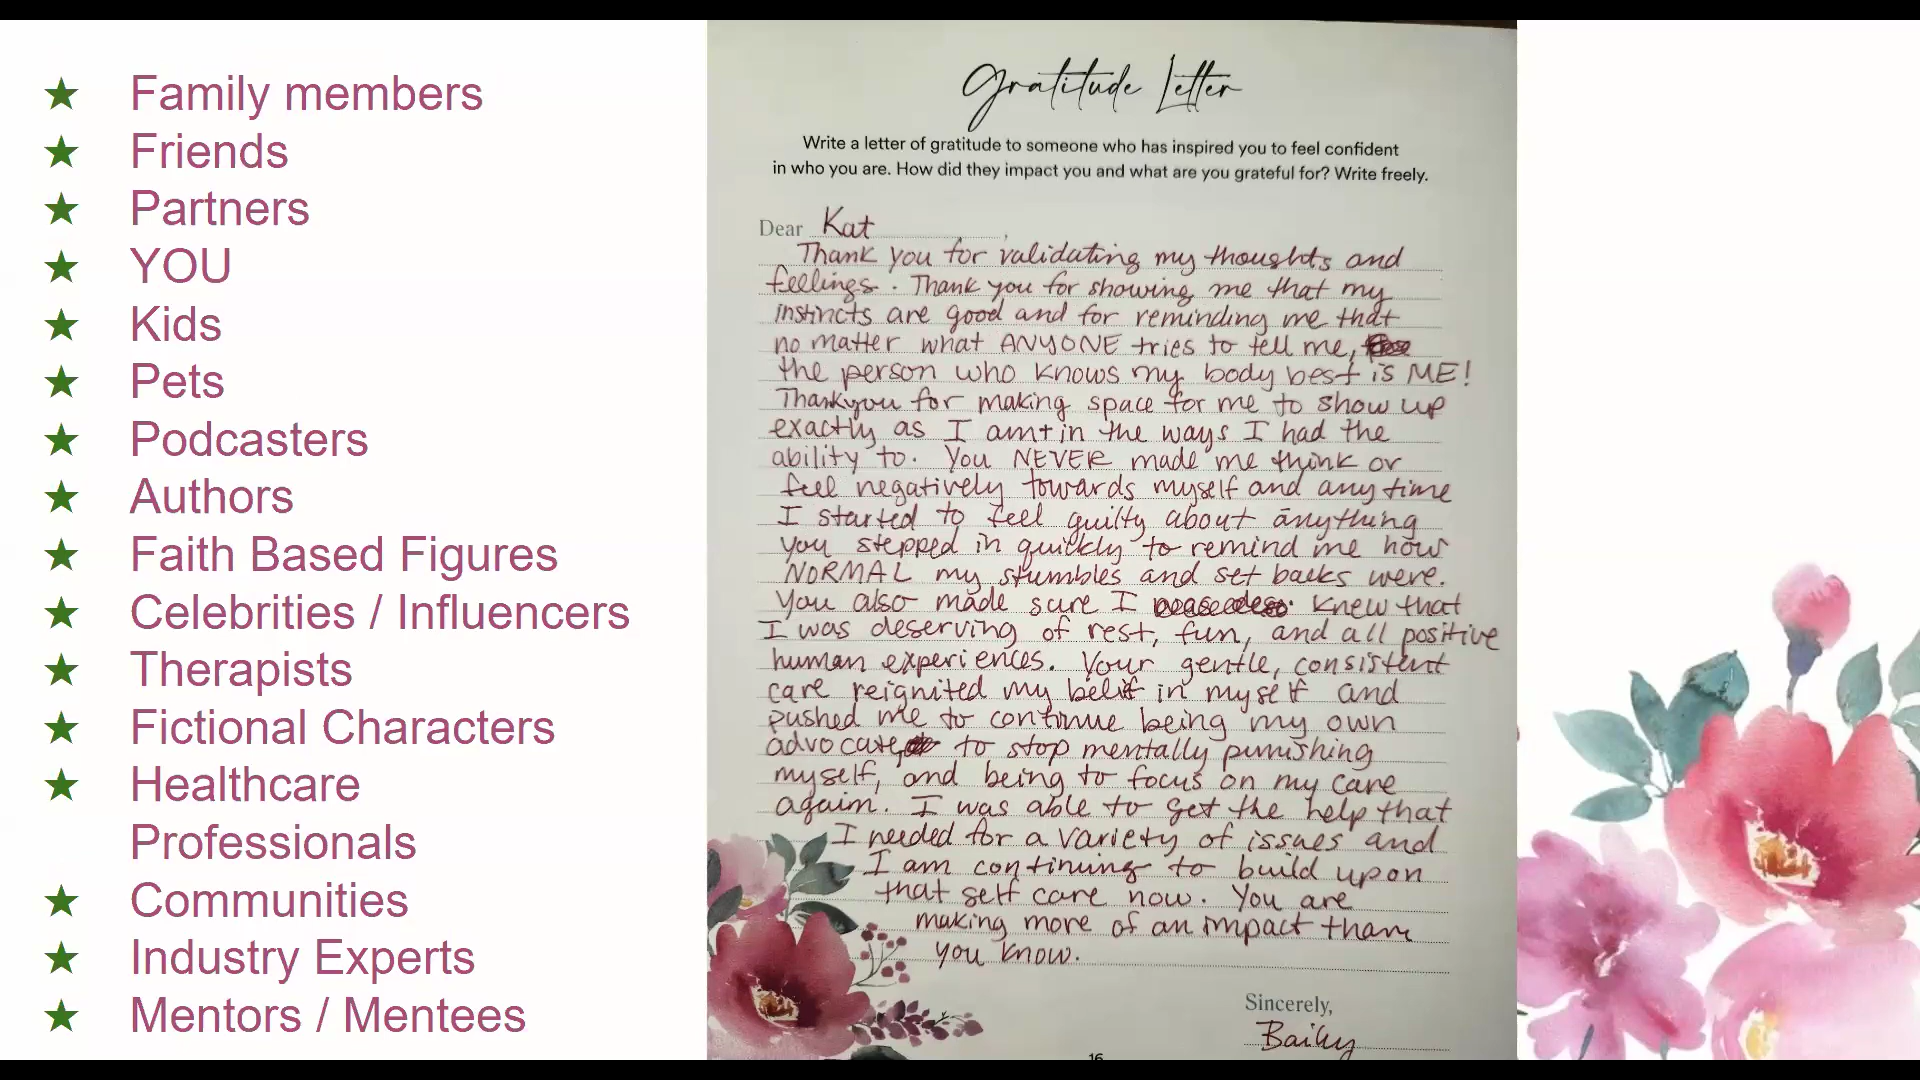 ★ Family members
★ Friends
★ Partners
★ YOU
★ Kids
★ Pets
★ Podcasters
★ Authors
★ Faith Based Figures
★ Celebrities / Influencers
★ Therapists
★ Fictional Characters
★ Healthcare
Professionals
★ Communities
★ Industry Experts
★ Mentors / Mentees
Gratitude Letter
Write a letter of gratitude to someone who has inspired you to feel confident
in who you are. How did they impact you and what are you grateful for? Write freely.
Dear Kat,
Thank you for validating my thoughts and
feelings. Thank you for showing me that my
instincts are good and for reminding me that
no matter what ANYONE tries to tell me,
the person who knows my body best is ME!
Thank you for making space for me to show up
exactly as I am + in the ways I had the
ability to. You NEVER made me think or
feel negatively towards myself and any time
I started to feel guilty about anything
you stepped in quickly to remind me how
NORMAL my stumbles and set backs were.
You also made sure I knew that
I was deserving of rest, fun, and all positive
human experiences. Your gentle, consistent
care reignited my belif in myself and
pushed me to continue being my own
advocate, to stop mentally punishing
myself, and being to focus on my care
again. I was able to get the help that
I needed for a variety of issues and
I am continuing to build upon
that self care now. You are
making more of an impact than
you know.
Sincerely,
Bailey
16